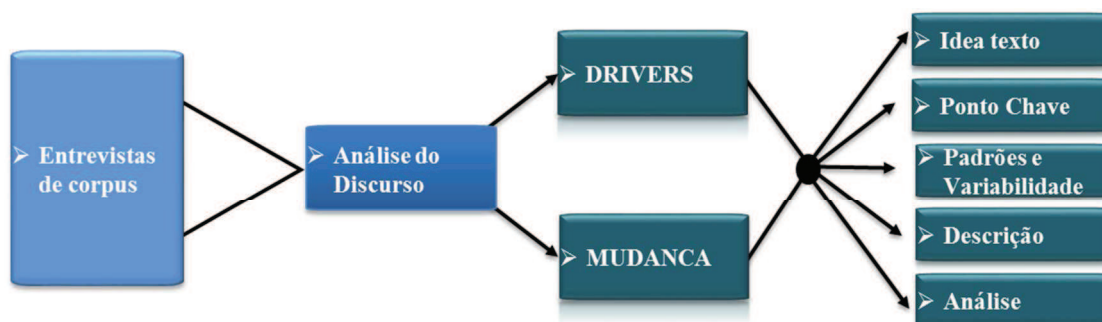 ➢ Entrevistas
de corpus
➢ Análise do
Discurso
➢ DRIVERS
➢ MUDANCA
➢ Idea texto
➢ Ponto Chave
➢ Padrões e
Variabilidade
➢ Descrição
➢ Análise